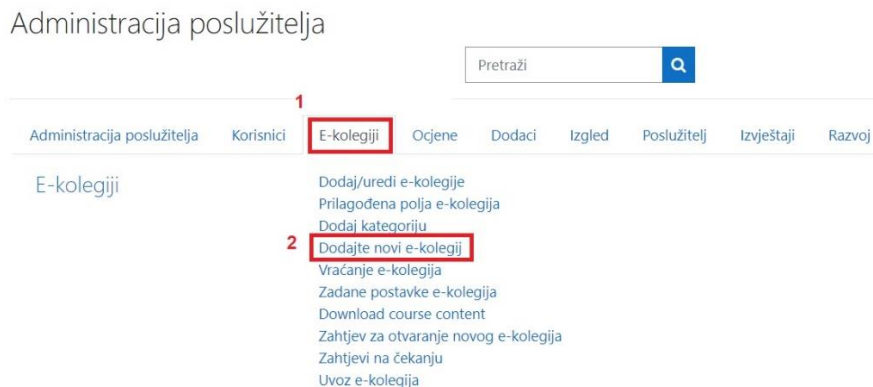 Administracija poslužitelja
Pretraži
1
Administracija poslužitelja Korisnici E-kolegiji Ocjene Dodaci Izgled Poslužitelj Izvještaji Razvoj
E-kolegiji
Dodaj/uredi e-kolegije
Prilagođena polja e-kolegija
Dodaj kategoriju
2 Dodajte novi e-kolegij
Vraćanje e-kolegija
Zadane postavke e-kolegija
Download course content
Zahtjev za otvaranje novog e-kolegija
Zahtjevi na čekanju
Uvoz e-kolegija